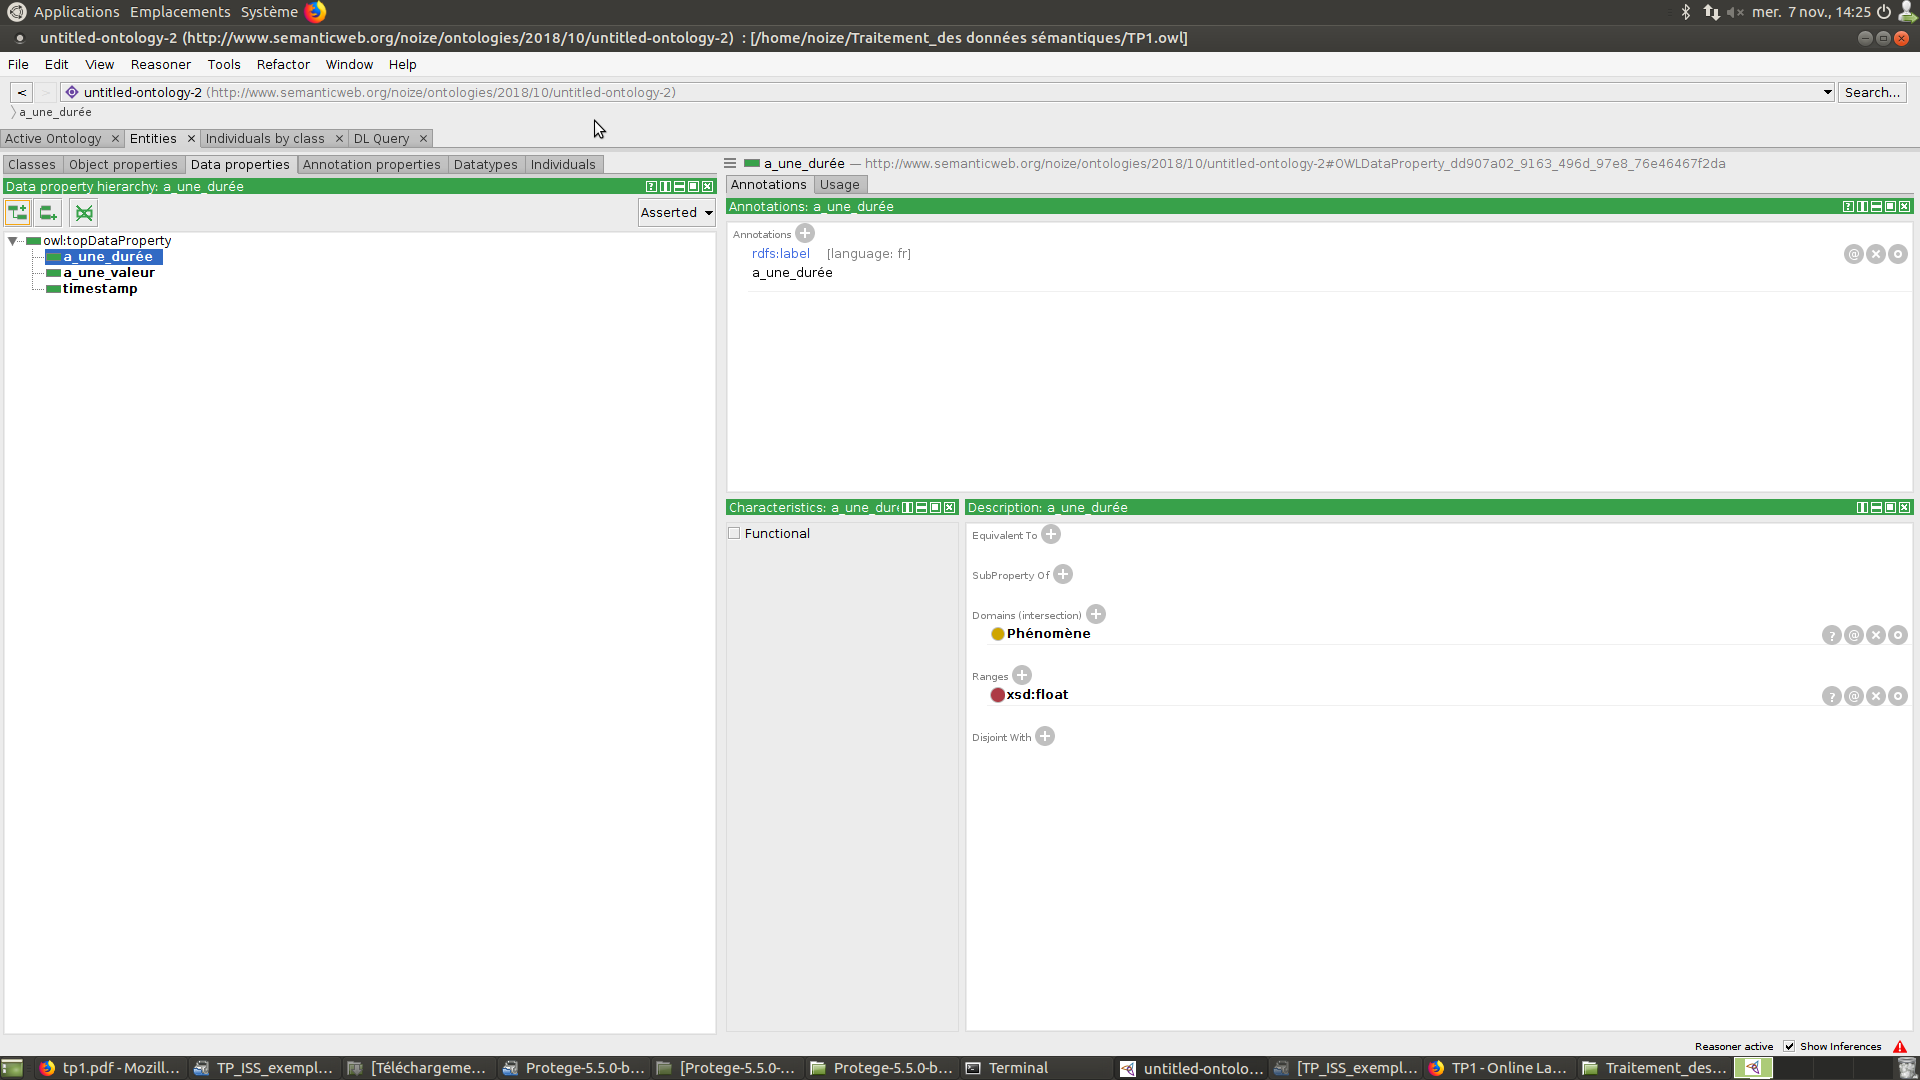 Applications Emplacements Système mer. 7 nov., 14:25
untitled-ontology-2 (http://www.semanticweb.org/noize/ontologies/2018/10/untitled-ontology-2) : [/home/noize/Traitement_des données sémantiques/TP1.owl]
File Edit View Reasoner Tools Refactor Window Help
< > untitled-ontology-2 (http://www.semanticweb.org/noize/ontologies/2018/10/untitled-ontology-2) Search...
a_une_durée
Active Ontology × Entities × Individuals by class × DL Query ×
Classes Object properties Data properties Annotation properties Datatypes Individuals
a_une_durée — http://www.semanticweb.org/noize/ontologies/2018/10/untitled-ontology-2#OWLDataProperty_dd907a02_9163_496d_97e8_76e46467f2da
Data property hierarchy: a_une_durée
Asserted
owl:topDataProperty
a_une_durée
a_une_valeur
timestamp
Annotations Usage
Annotations: a_une_durée
Annotations
rdfs:label [language: fr]
a_une_durée
Characteristics: a_une_duré
Functional
Description: a_une_durée
Equivalent To
SubProperty Of
Domains (intersection)
Phénomène
Ranges
xsd:float
Disjoint With
Reasoner active Show Inferences
tp1.pdf - Mozill... TP_ISS_exempl... [Téléchargeme... Protege-5.5.0-b... [Protege-5.5.0-... Protege-5.5.0-b... Terminal untitled-ontolo... [TP_ISS_exempl... TP1 - Online La... Traitement_des...